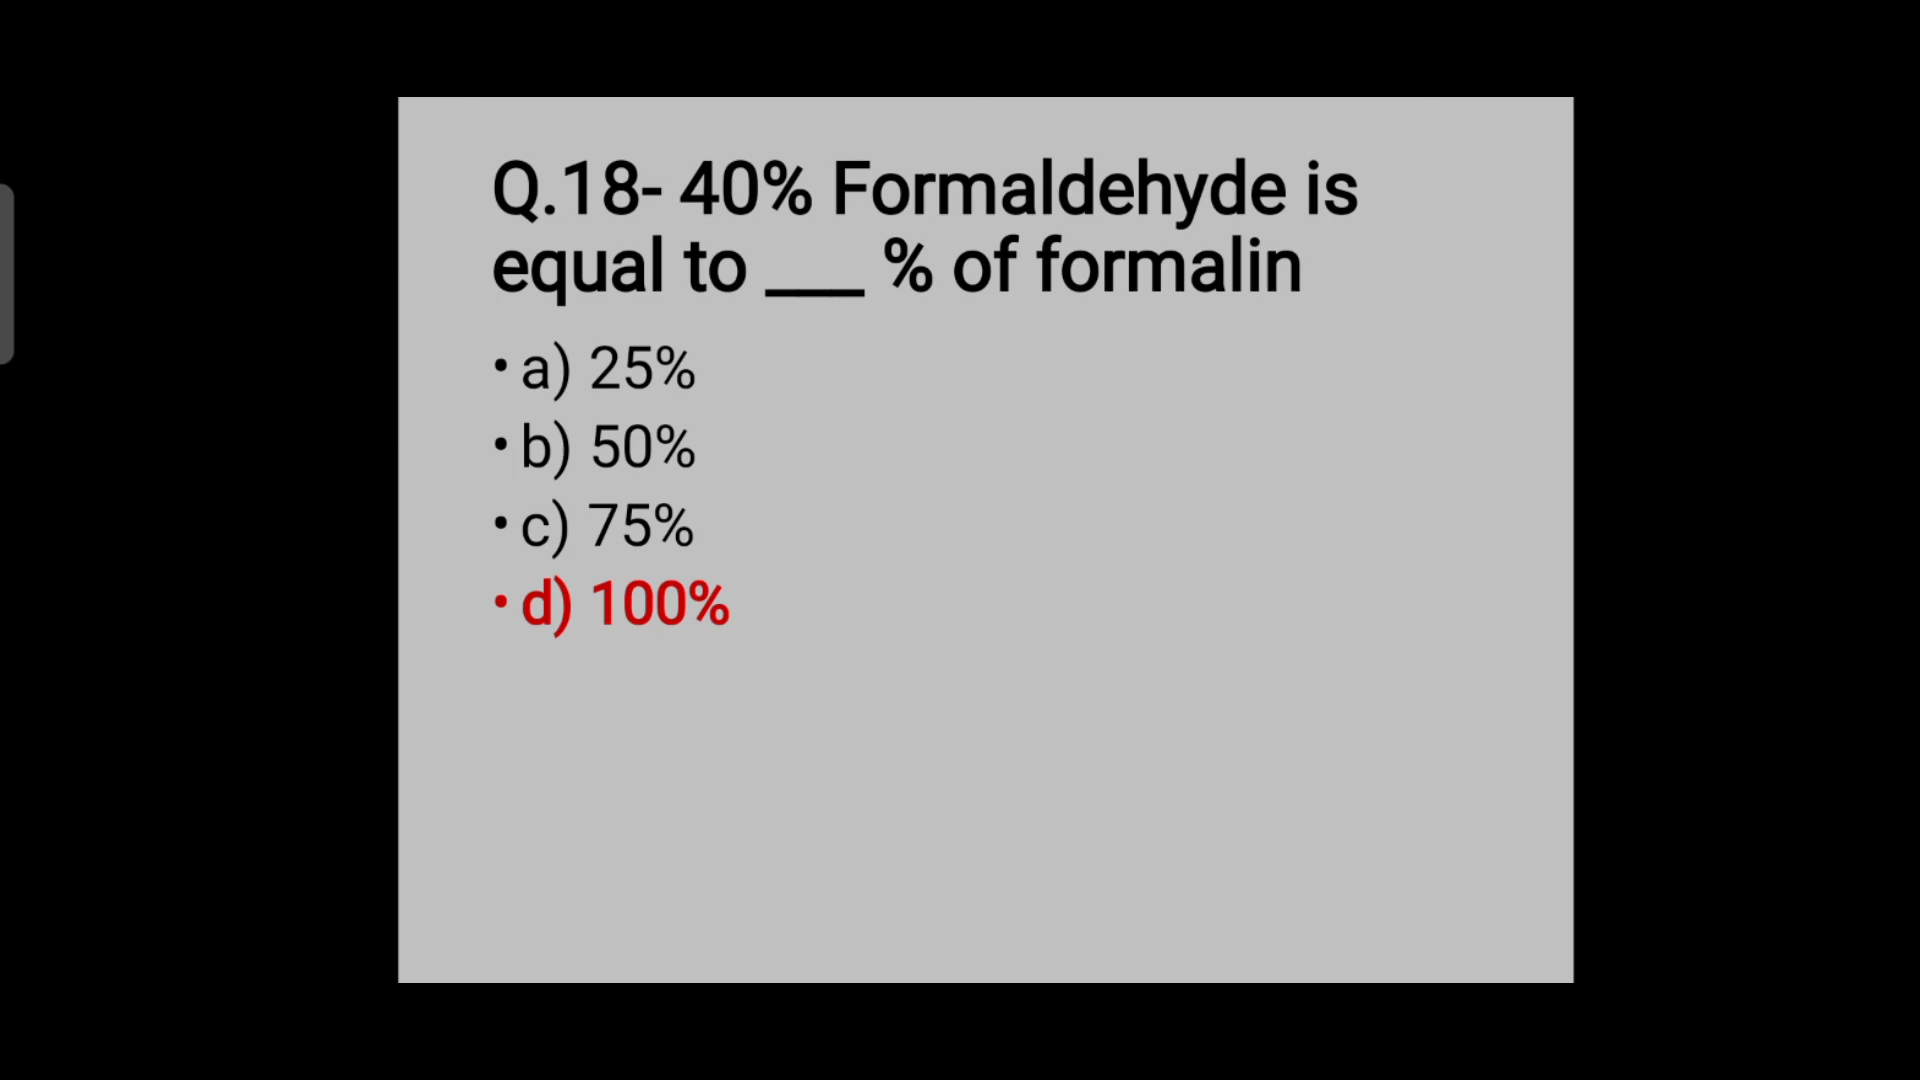 Q.18- 40% Formaldehyde is
equal to ___ % of formalin
• a) 25%
• b) 50%
• c) 75%
• d) 100%